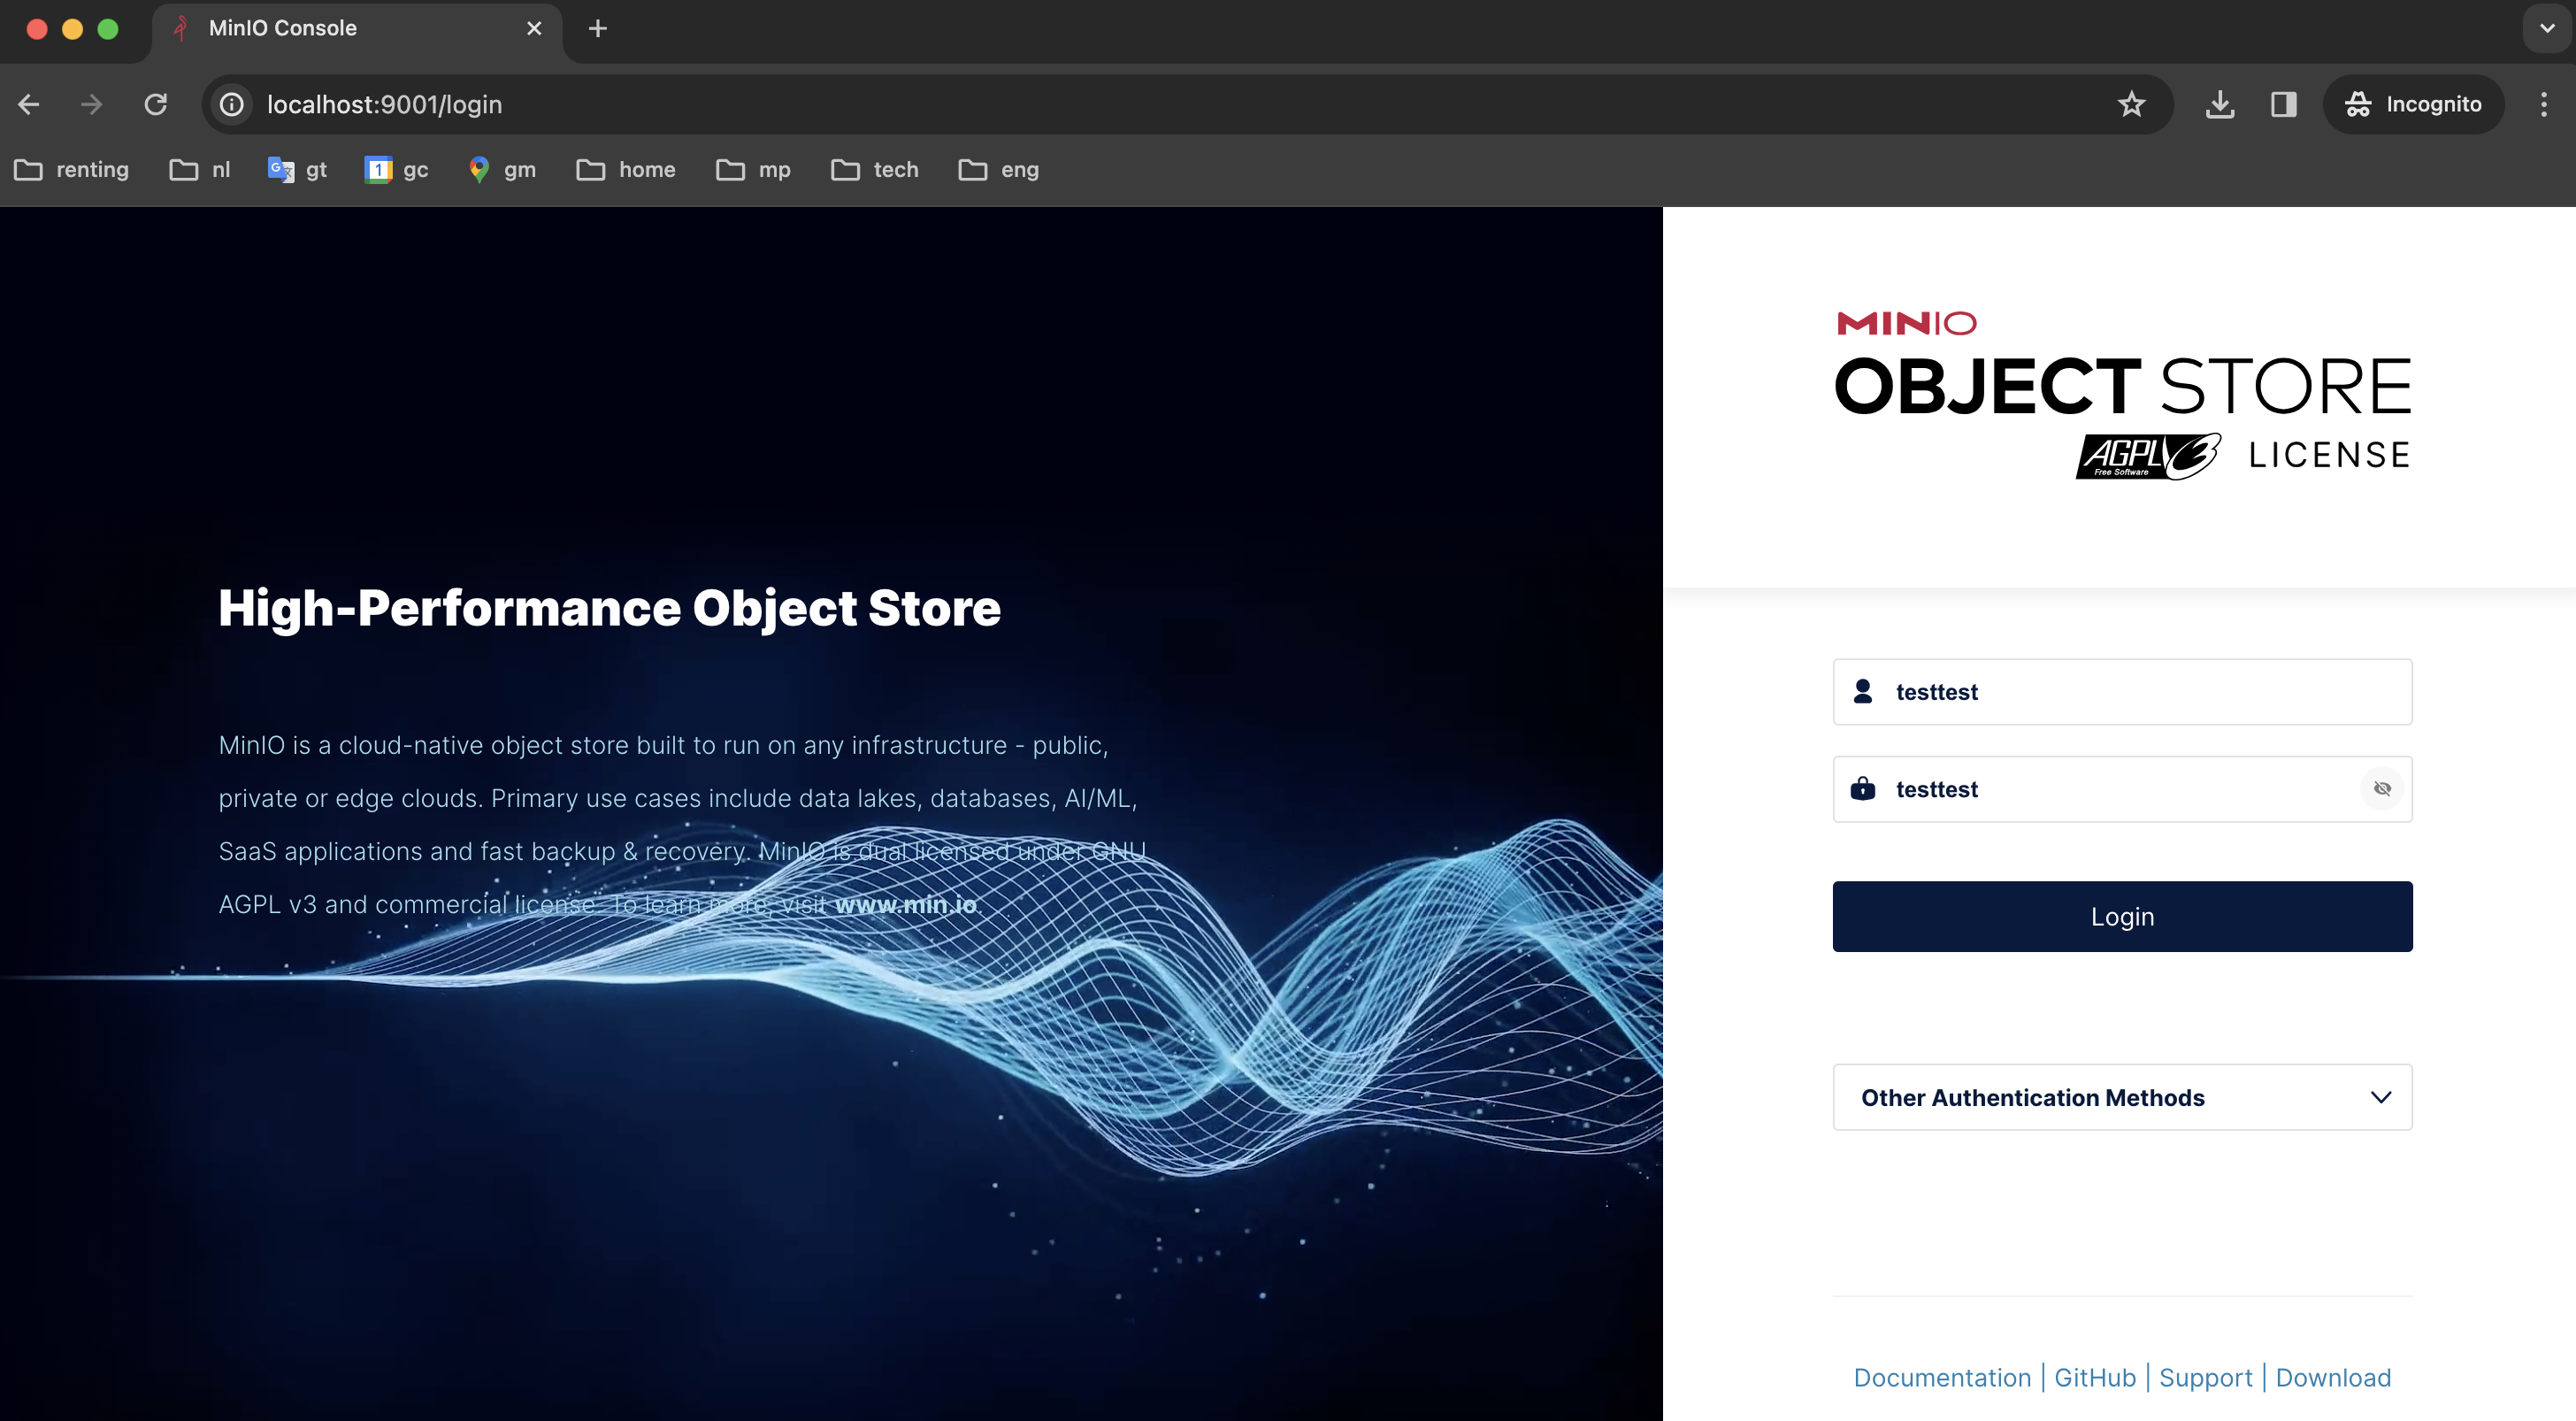 MinIO Console
localhost:9001/login
Incognito
renting nl gt 1 gc gm home mp tech eng
High-Performance Object Store
MinIO is a cloud-native object store built to run on any infrastructure - public,
private or edge clouds. Primary use cases include data lakes, databases, AI/ML,
SaaS applications and fast backup & recovery. MinIO is dual licensed under GNU
AGPL v3 and commercial license. To learn more, visit www.min.io.
MINIO
OBJECT STORE
AGPLV3 LICENSE
Free Software
testtest
testtest
Login
Other Authentication Methods
Documentation | GitHub | Support | Download